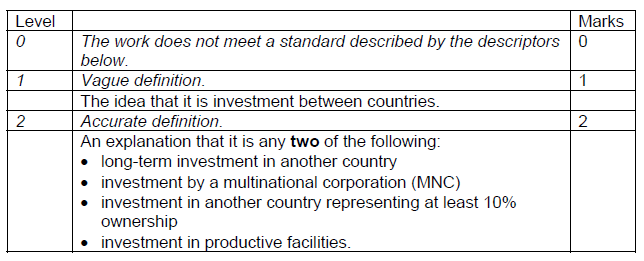 Level Marks
0 The work does not meet a standard described by the descriptors 0
below.
1 Vague definition. 1
The idea that it is investment between countries.
2 Accurate definition. 2
An explanation that it is any two of the following:
• long-term investment in another country
• investment by a multinational corporation (MNC)
• investment in another country representing at least 10%
ownership
• investment in productive facilities.